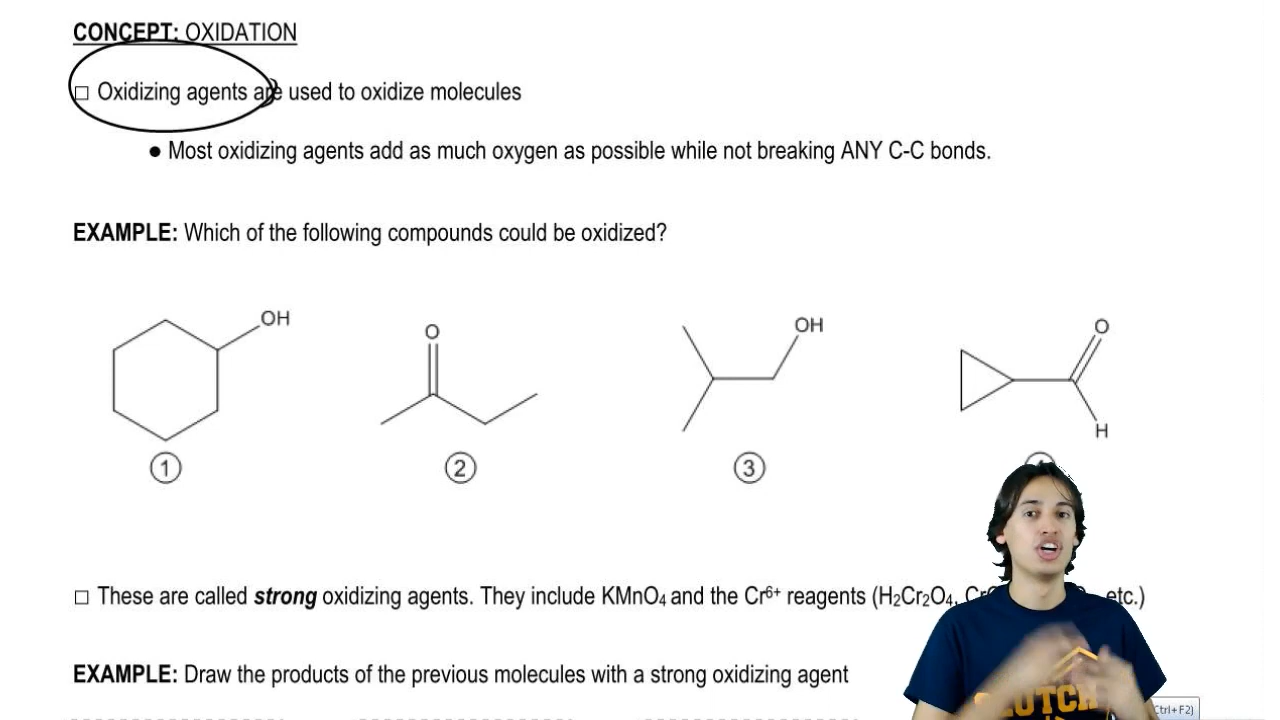 CONCEPT: OXIDATION
□ Oxidizing agents are used to oxidize molecules
● Most oxidizing agents add as much oxygen as possible while not breaking ANY C-C bonds.
EXAMPLE: Which of the following compounds could be oxidized?
OH
O
OH
O
H
1
2
3
□ These are called strong oxidizing agents. They include KMnO4 and the Cr6+ reagents (H2Cr2O4, etc.)
EXAMPLE: Draw the products of the previous molecules with a strong oxidizing agent
Ctrl+F2)